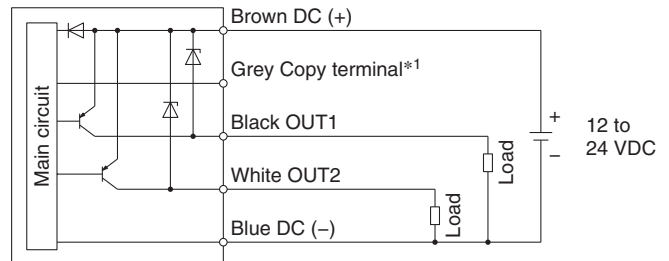 Brown DC (+)
Grey Copy terminal*1
Black OUT1
White OUT2
Blue DC (−)
Main circuit
Load
Load
+
−
12 to
24 VDC